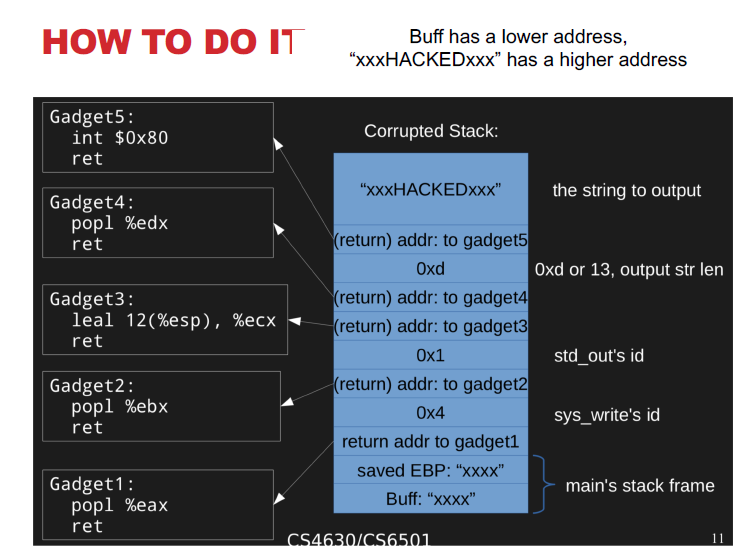 HOW TO DO IT
Buff has a lower address,
“xxxHACKEDxxx” has a higher address
Gadget5:
int $0x80
ret
Gadget4:
popl %edx
ret
Gadget3:
leal 12(%esp), %ecx
ret
Gadget2:
popl %ebx
ret
Gadget1:
popl %eax
ret
Corrupted Stack:
“xxxHACKEDxxx”
(return) addr: to gadget5
0xd
(return) addr: to gadget4
(return) addr: to gadget3
0x1
(return) addr: to gadget2
0x4
return addr to gadget1
saved EBP: “xxxx”
Buff: “xxxx”
the string to output
0xd or 13, output str len
std_out's id
sys_write's id
main's stack frame
CS4630/CS6501
11